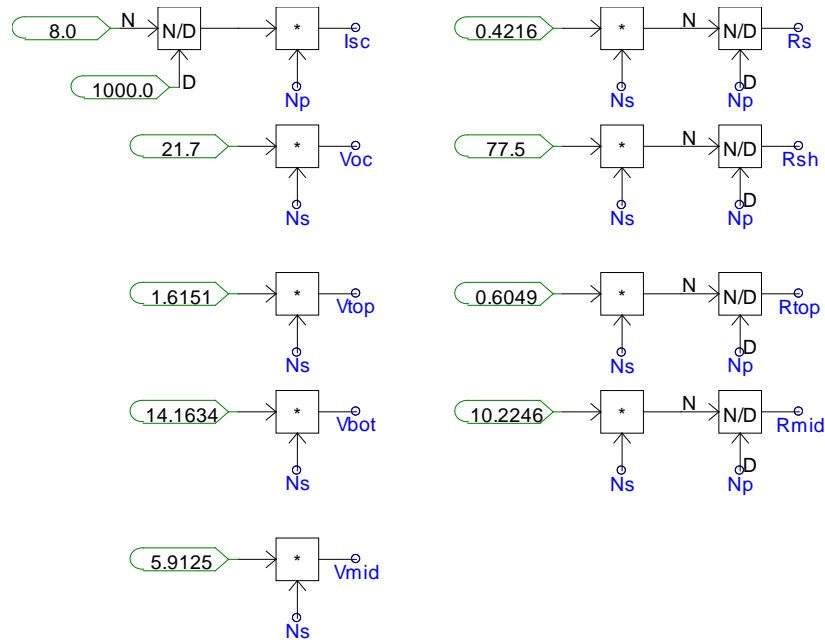 8.0 N N/D * Isc
1000.0 D Np
0.4216 * N N/D Rs
Ns D Np
21.7 * Voc
Ns
77.5 * N N/D Rsh
Ns D Np
1.6151 * Vtop
Ns
0.6049 * N N/D Rtop
Ns D Np
14.1634 * Vbot
Ns
10.2246 * N N/D Rmid
Ns D Np
5.9125 * Vmid
Ns